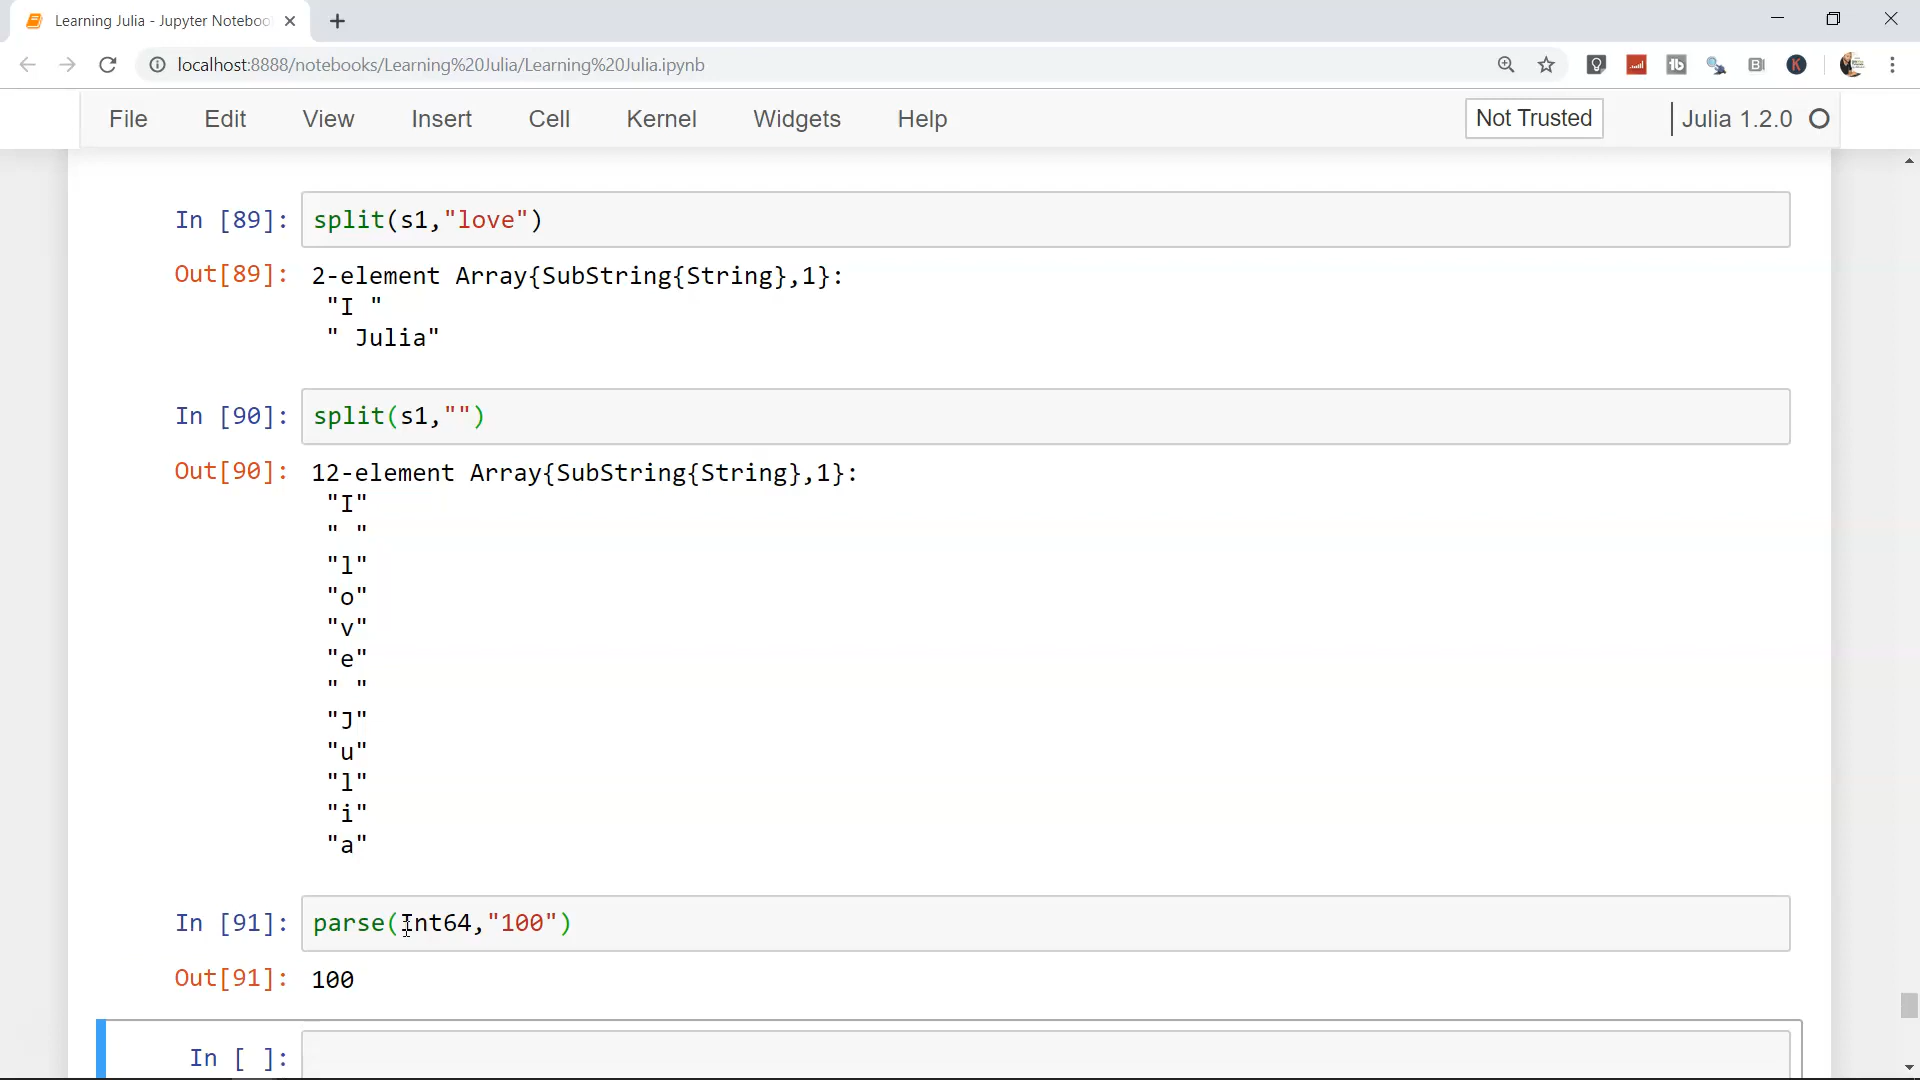 Learning Julia - Jupyter Noteboo
localhost:8888/notebooks/Learning%20Julia/Learning%20Julia.ipynb
File Edit View Insert Cell Kernel Widgets Help Not Trusted Julia 1.2.0
In [89]: split(s1,"love")
Out[89]: 2-element Array{SubString{String},1}:
"I "
" Julia"
In [90]: split(s1,"")
Out[90]: 12-element Array{SubString{String},1}:
"I"
" "
"l"
"o"
"v"
"e"
" "
"J"
"u"
"l"
"i"
"a"
In [91]: parse(Int64,"100")
Out[91]: 100
In [ ]: